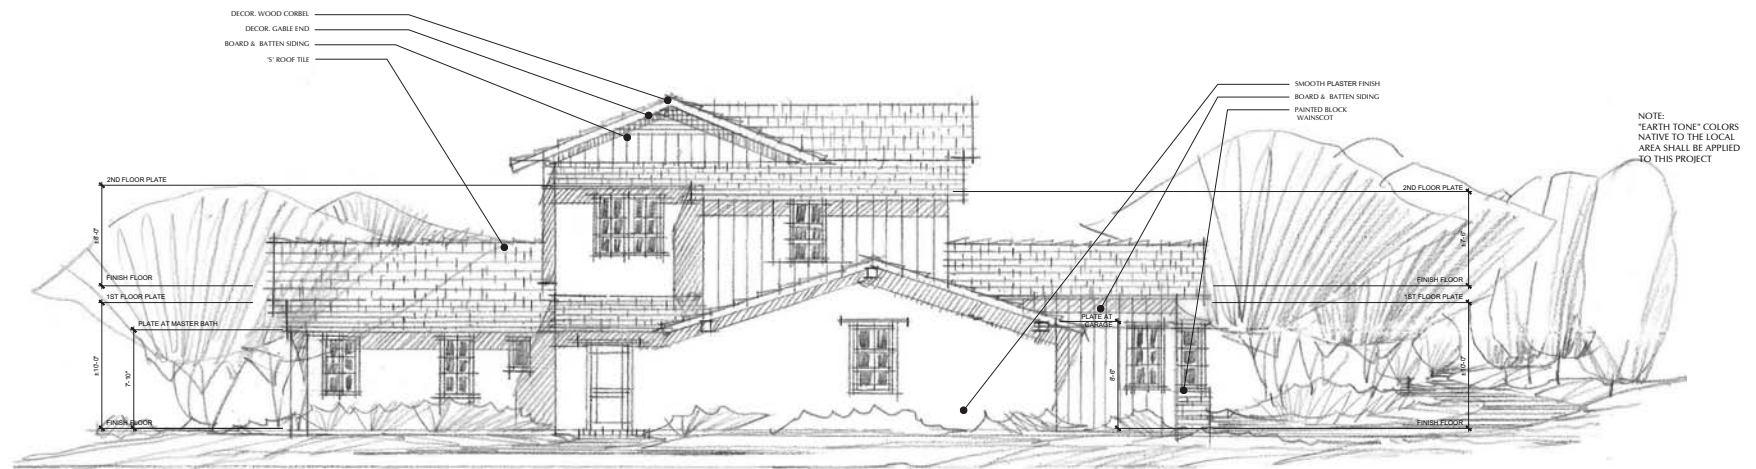 DECOR. WOOD CORBEL
DECOR. GABLE END
BOARD & BATTEN SIDING
'S' ROOF TILE
SMOOTH PLASTER FINISH
BOARD & BATTEN SIDING
PAINTED BLOCK
WAINSCOT
NOTE:
"EARTH TONE" COLORS
NATIVE TO THE LOCAL
AREA SHALL BE APPLIED
TO THIS PROJECT
2ND FLOOR PLATE
±8'-0"
FINISH FLOOR
1ST FLOOR PLATE
PLATE AT MASTER BATH
±10'-0"
7'-10"
FINISH FLOOR
2ND FLOOR PLATE
±7'-6"
FINISH FLOOR
1ST FLOOR PLATE
PLATE AT
GARAGE
8'-6"
±10'-0"
FINISH FLOOR